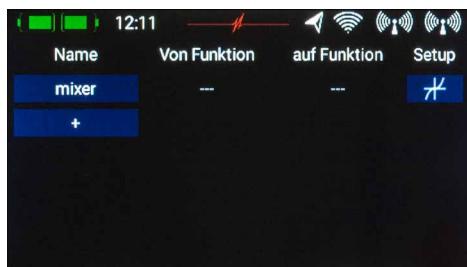 12:11
Name Von Funktion auf Funktion Setup
mixer --- ---
+